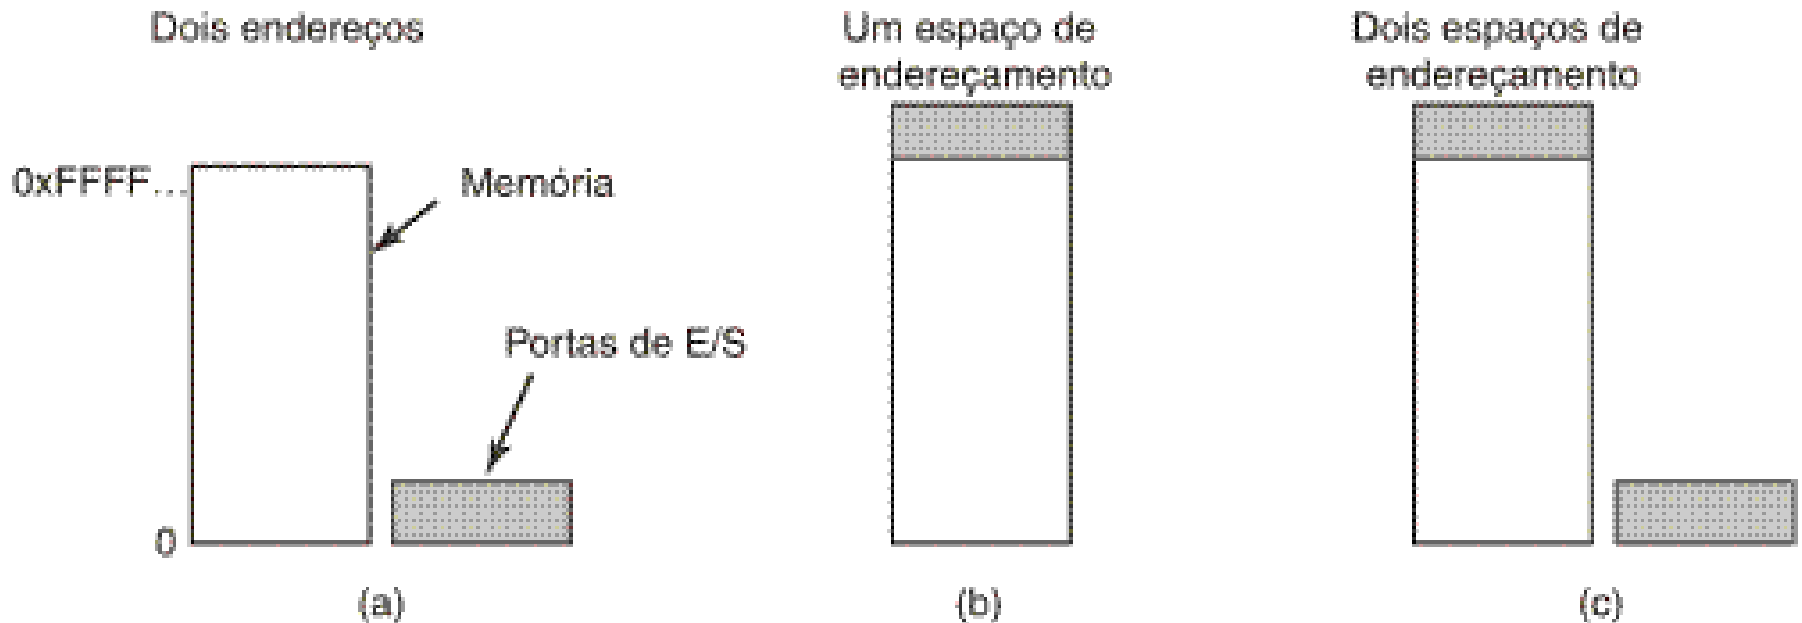 Dois endereços
Um espaço de
endereçamento
Dois espaços de
endereçamento
0xFFFF...
Memória
Portas de E/S
0
(a)
(b)
(c)